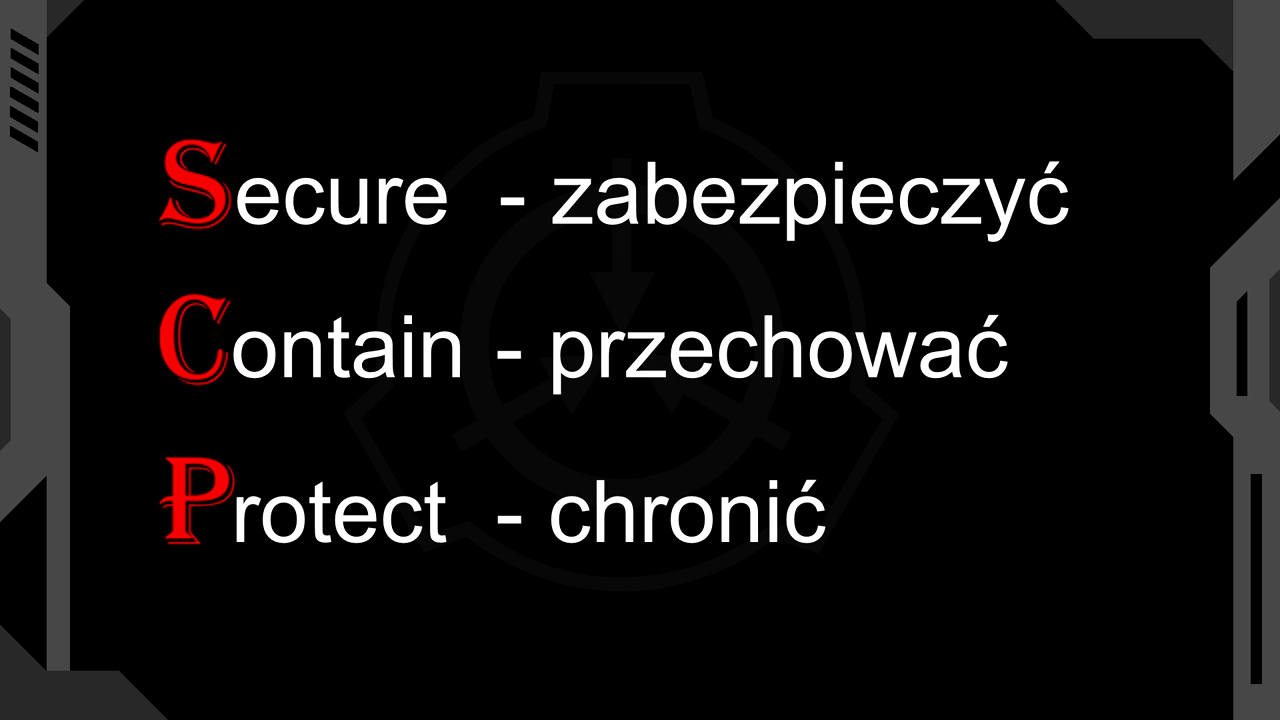 Secure - zabezpieczyć
Contain - przechować
Protect - chronić